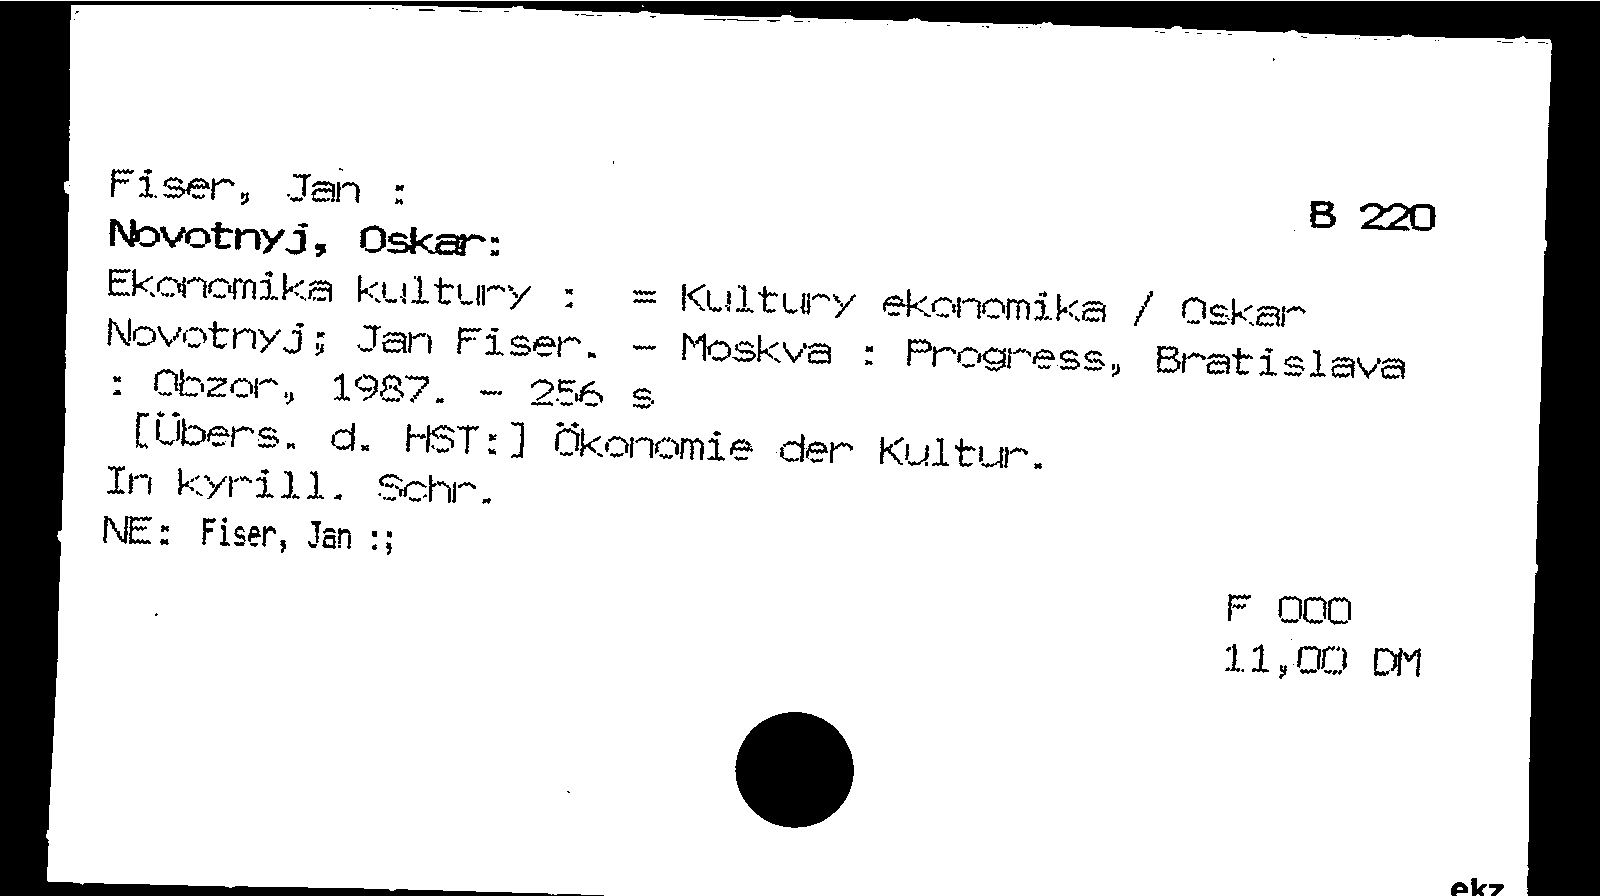 Fiser, Jan :
B 220
Novotnyj, Oskar:
Ekonomika kultury : = Kultury ekonomika / Oskar
Novotnyj; Jan Fiser. - Moskva : Progress, Bratislava
: Obzor, 1987. - 256 s
[Übers. d. HST:] Ökonomie der Kultur.
In kyrill. Schr.
NE: Fiser, Jan :;
F 000
11,00 DM
ekz